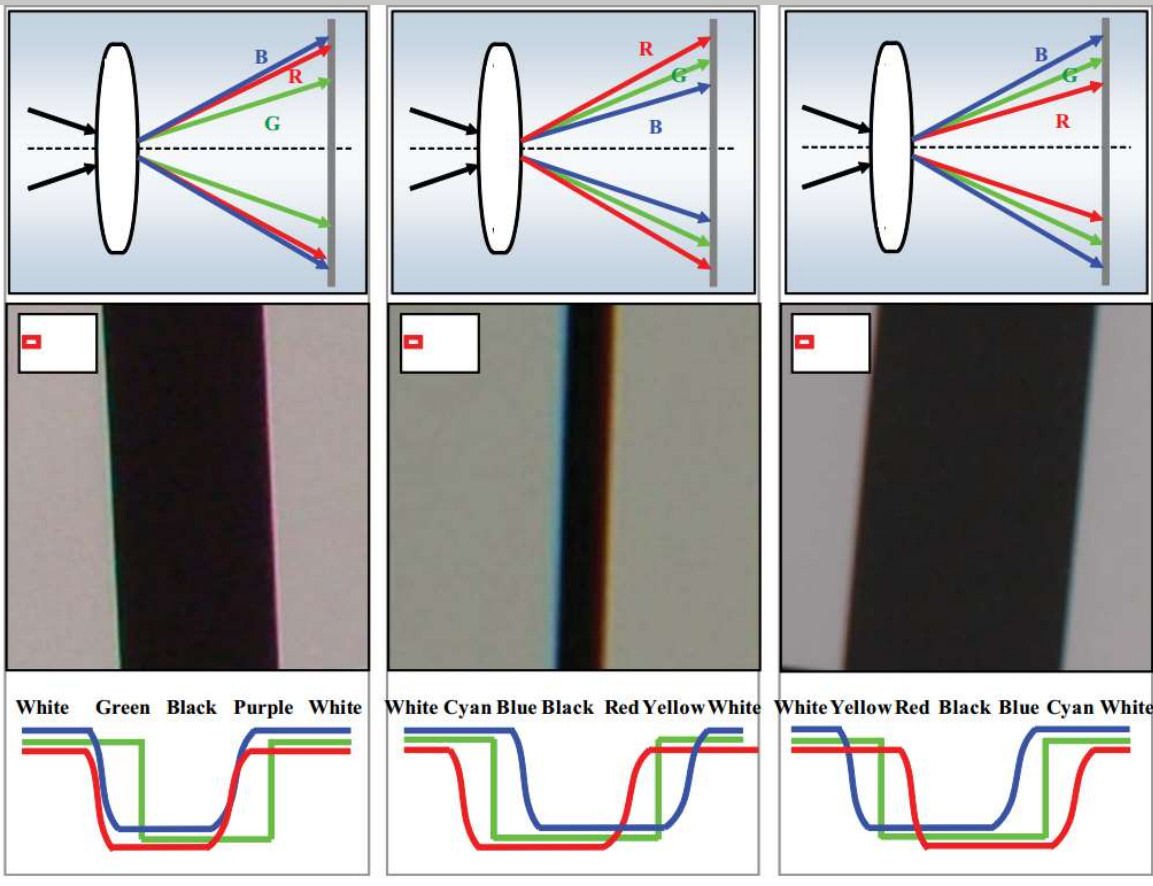 B
R
G
R
G
B
B
G
R
White Green Black Purple White
White Cyan Blue Black Red Yellow White
White Yellow Red Black Blue Cyan White